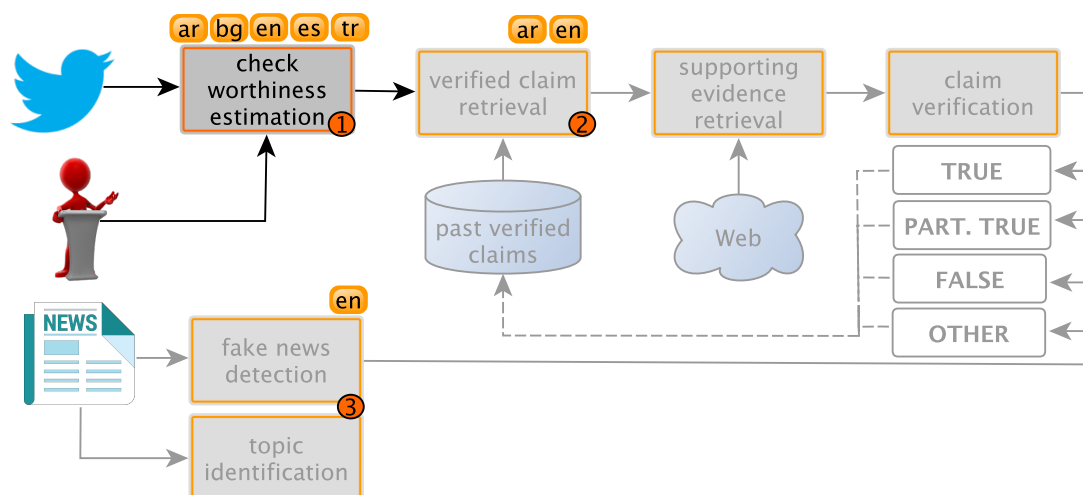 ar bg en es tr
ar en
check
worthiness
estimation
1
verified claim
retrieval
2
supporting
evidence
retrieval
claim
verification
past verified
claims
Web
TRUE
PART. TRUE
FALSE
OTHER
NEWS
en
fake news
detection
3
topic
identification